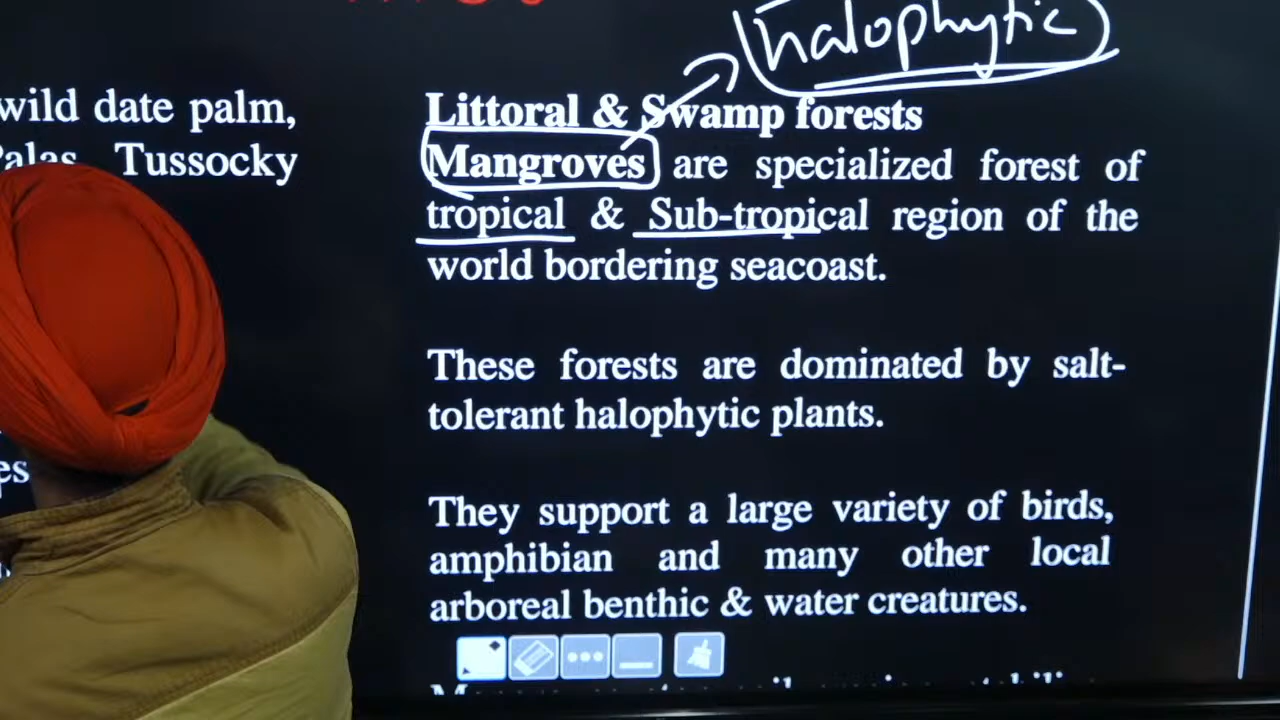 halophytic
wild date palm,
Palas Tussocky
es
Littoral & Swamp forests
Mangroves are specialized forest of
tropical & Sub-tropical region of the
world bordering seacoast.
These forests are dominated by salt-
tolerant halophytic plants.
They support a large variety of birds,
amphibian and many other local
arboreal benthic & water creatures.